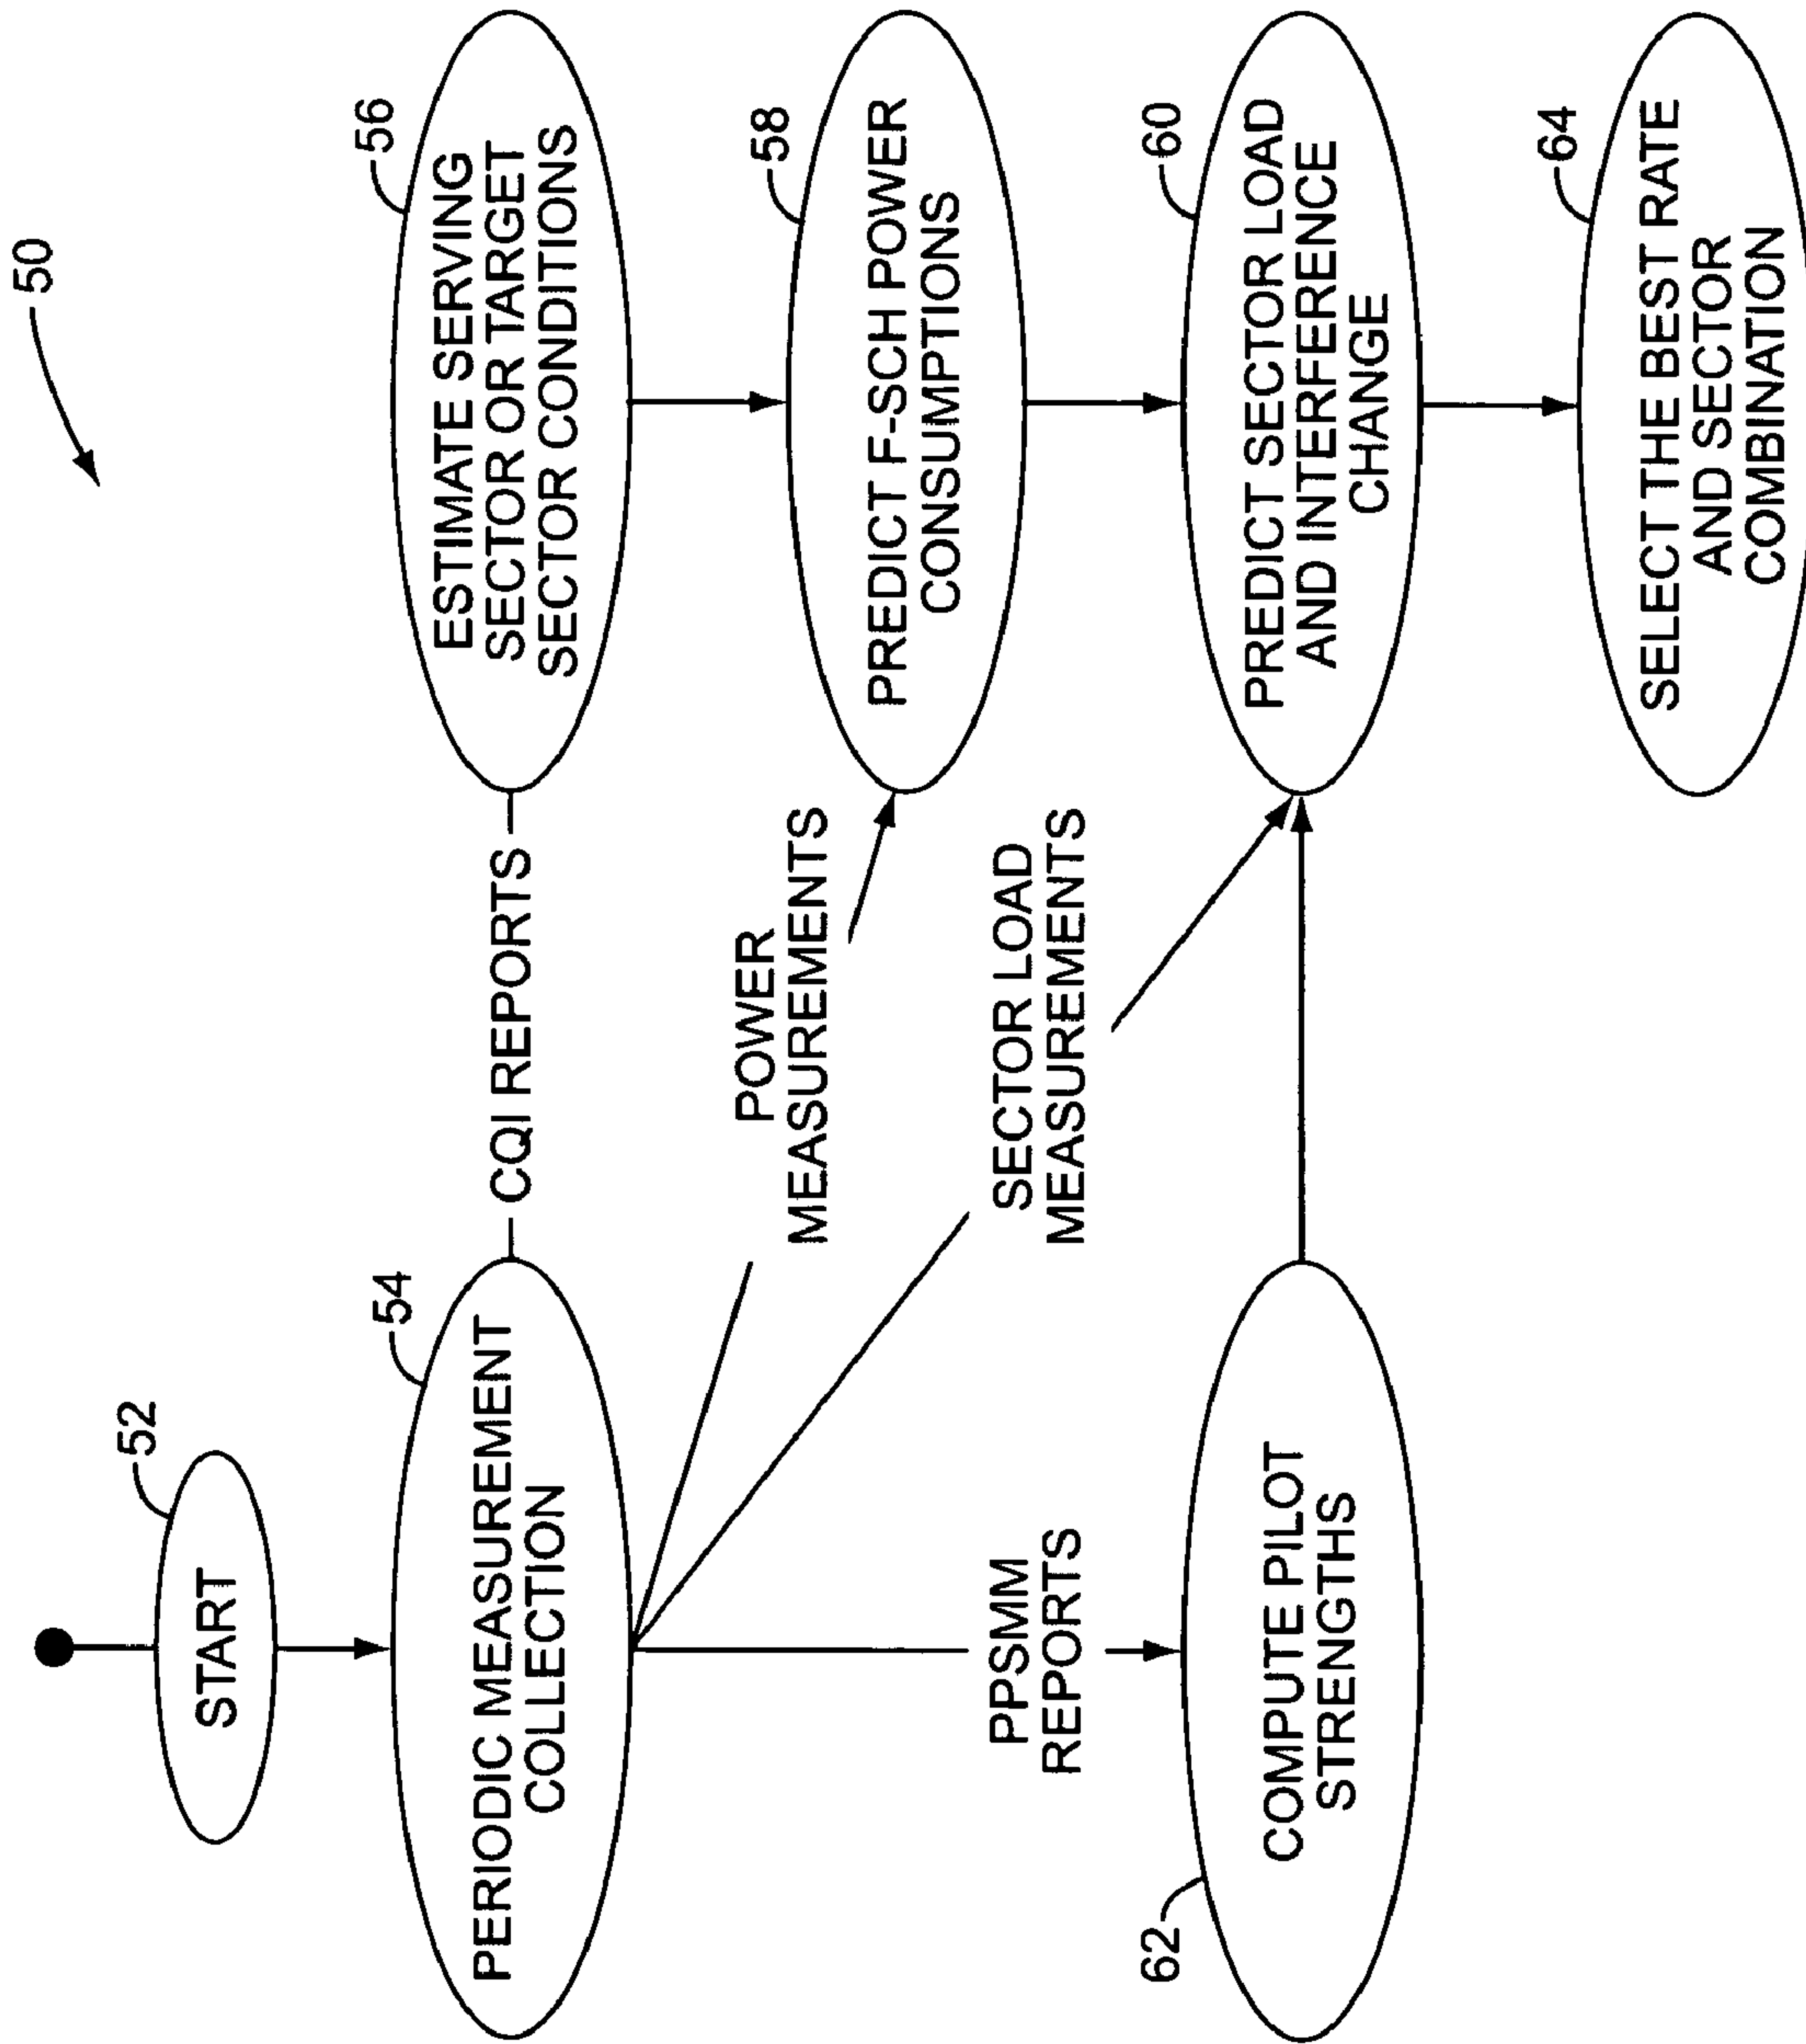 50
52
START
54
PERIODIC MEASUREMENT
COLLECTION
CQI REPORTS
56
ESTIMATE SERVING
SECTOR OR TARGET
SECTOR CONDITIONS
POWER
MEASUREMENTS
58
PREDICT F-SCH POWER
CONSUMPTIONS
SECTOR LOAD
MEASUREMENTS
PPSMM
REPORTS
62
COMPUTE PILOT
STRENGTHS
60
PREDICT SECTOR LOAD
AND INTERFERENCE
CHANGE
64
SELECT THE BEST RATE
AND SECTOR
COMBINATION